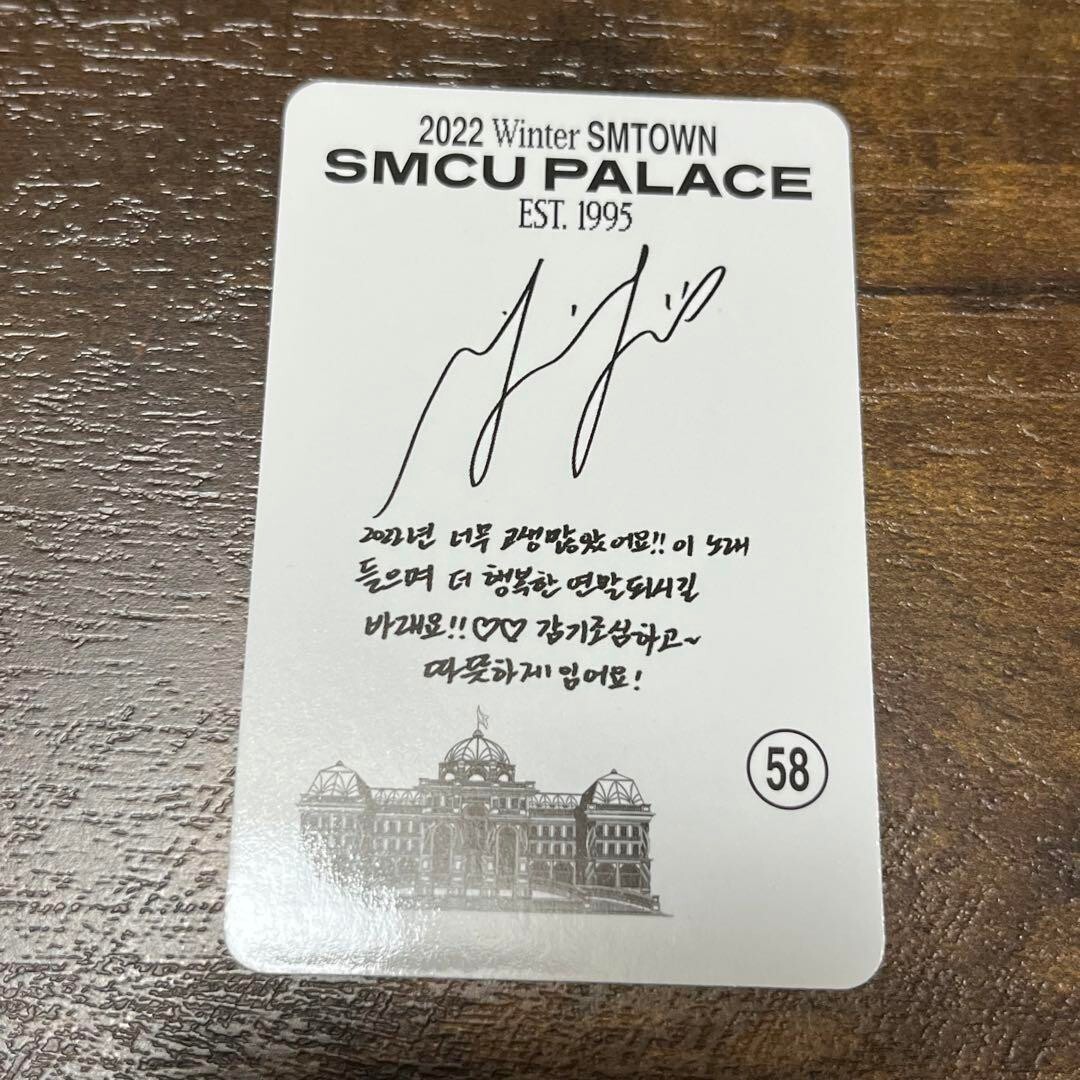 2022 Winter SMTOWN
SMCU PALACE
EST. 1995
2022년 너무 고생많았어요!! 이 노래
들으며 더 행복한 연말되시길
바래요!! ♡♡ 감기조심하고~
따뜻하게 입어요!
58